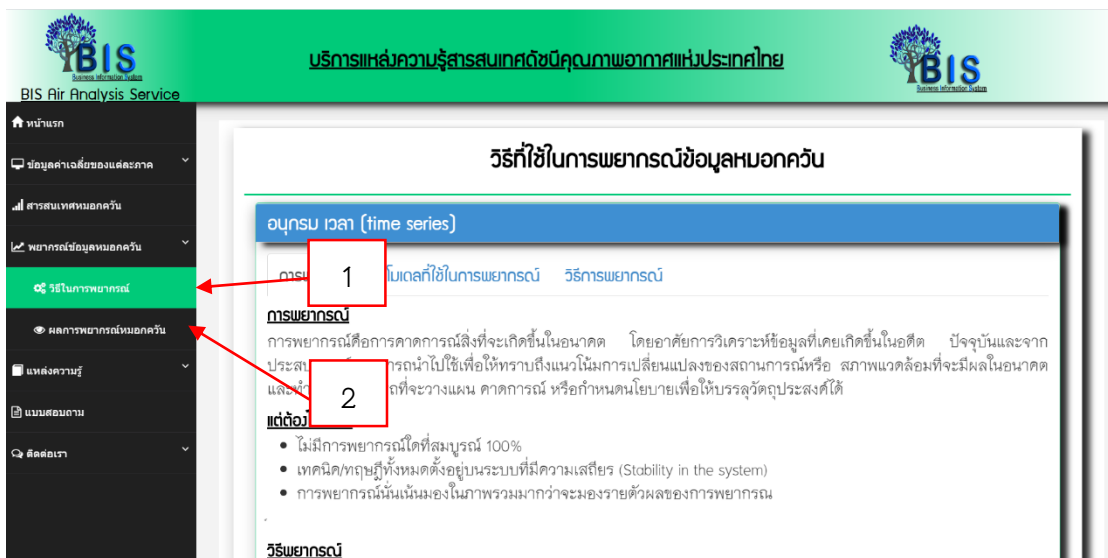 BIS
Business Information System
BIS Air Analysis Service
บริการแหล่งความรู้สารสนเทศดัชนีคุณภาพอากาศแห่งประเทศไทย
BIS
Business Information System
หน้าแรก
ข้อมูลค่าเฉลี่ยของแต่ละภาค
สารสนเทศหมอกควัน
พยากรณ์ข้อมูลหมอกควัน
วิธีในการพยากรณ์
ผลการพยากรณ์หมอกควัน
แหล่งความรู้
แบบสอบถาม
ติดต่อเรา
วิธีที่ใช้ในการพยากรณ์ข้อมูลหมอกควัน
อนุกรม เวลา (time series)
1
โมเดลที่ใช้ในการพยากรณ์ วิธีการพยากรณ์
การพยากรณ์
การพยากรณ์คือการคาดการณ์สิ่งที่จะเกิดขึ้นในอนาคต โดยอาศัยการวิเคราะห์ข้อมูลที่เคยเกิดขึ้นในอดีต ปัจจุบันและจาก
นำไปใช้เพื่อให้ทราบถึงแนวโน้มการเปลี่ยนแปลงของสถานการณ์หรือ สภาพแวดล้อมที่จะมีผลในอนาคต
ที่จะวางแผน คาดการณ์ หรือกำหนดนโยบายเพื่อให้บรรลุวัตถุประสงค์ได้
2
แต่ต้อง
• ไม่มีการพยากรณ์ใดที่สมบูรณ์ 100%
• เทคนิค/ทฤษฎีทั้งหมดตั้งอยู่บนระบบที่มีความเสถียร (Stability in the system)
• การพยากรณ์นั่นเน้นมองในภาพรวมมากว่าจะมองรายตัวผลของการพยากรณ
วิธีพยากรณ์